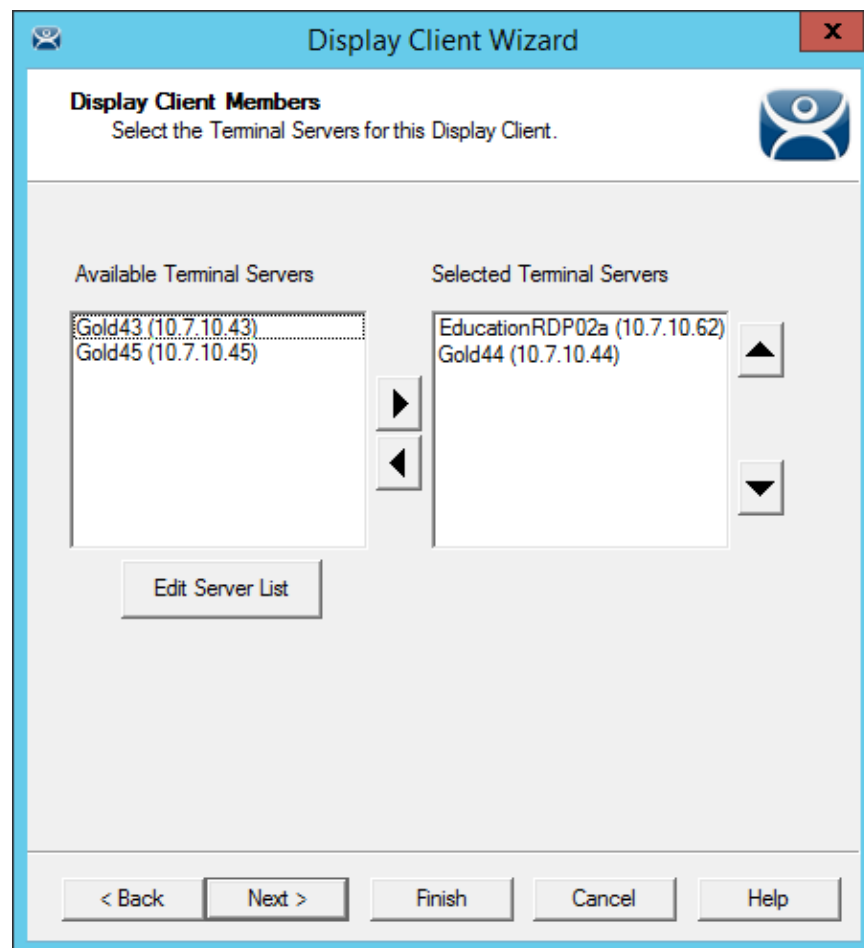 Display Client Wizard
x
Display Client Members
Select the Terminal Servers for this Display Client.
Available Terminal Servers
Selected Terminal Servers
Gold43 (10.7.10.43)
Gold45 (10.7.10.45)
EducationRDP02a (10.7.10.62)
Gold44 (10.7.10.44)
Edit Server List
< Back
Next >
Finish
Cancel
Help